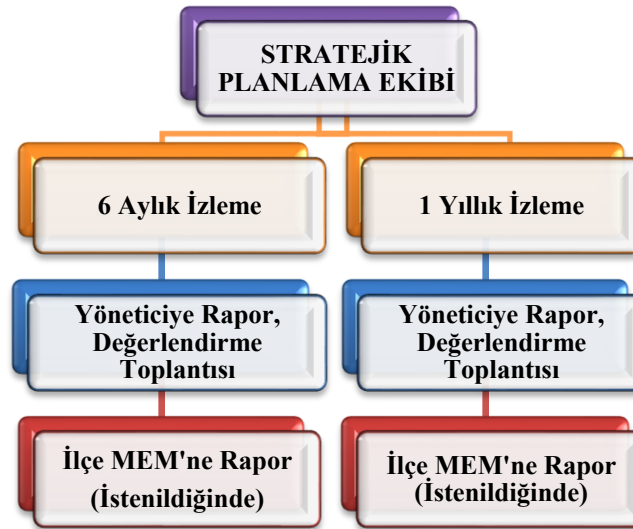 STRATEJİK
PLANLAMA EKİBİ
6 Aylık İzleme
1 Yıllık İzleme
Yöneticiye Rapor,
Değerlendirme
Toplantısı
Yöneticiye Rapor,
Değerlendirme
Toplantısı
İlçe MEM'ne Rapor
(İstenildiğinde)
İlçe MEM'ne Rapor
(İstenildiğinde)